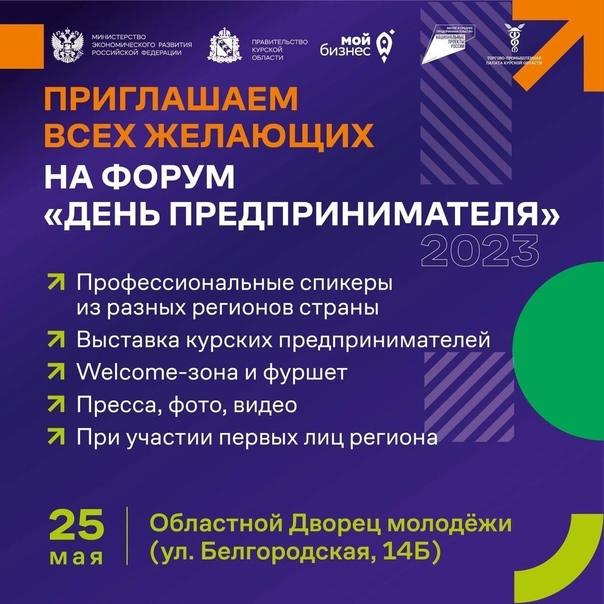 МИНИСТЕРСТВО
ЭКОНОМИЧЕСКОГО РАЗВИТИЯ
РОССИЙСКОЙ ФЕДЕРАЦИИ
ПРАВИТЕЛЬСТВО
КУРСКОЙ
ОБЛАСТИ
мой
бизнес
НАЦИОНАЛЬНЫЕ
ПРОЕКТЫ
РОССИИ
ТОРГОВО-ПРОМЫШЛЕННАЯ
ПАЛАТА КУРСКОЙ ОБЛАСТИ
ПРИГЛАШАЕМ
ВСЕХ ЖЕЛАЮЩИХ
НА ФОРУМ
«ДЕНЬ ПРЕДПРИНИМАТЕЛЯ»
2023
Профессиональные спикеры
из разных регионов страны
Выставка курских предпринимателей
Welcome-зона и фуршет
Пресса, фото, видео
При участии первых лиц региона
25
мая
Областной Дворец молодёжи
(ул. Белгородская, 14Б)